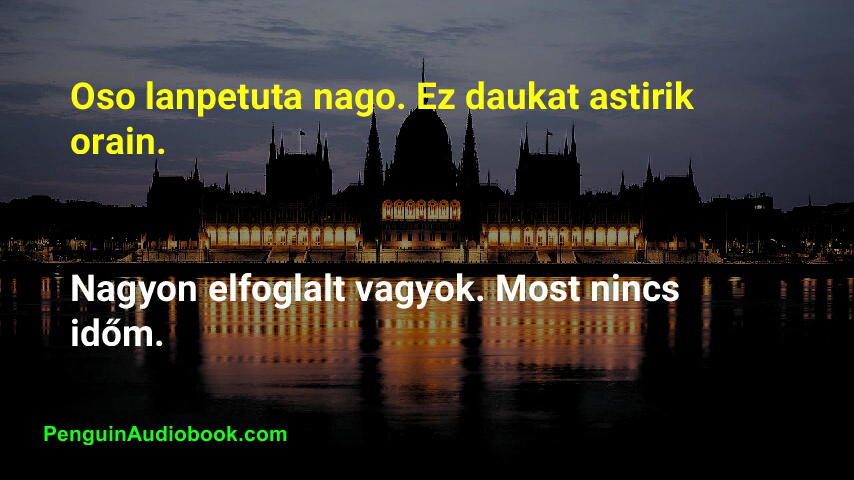 Oso lanpetuta nago. Ez daukat astirik
orain.
Nagyon elfoglalt vagyok. Most nincs
időm.
PenguinAudiobook.com